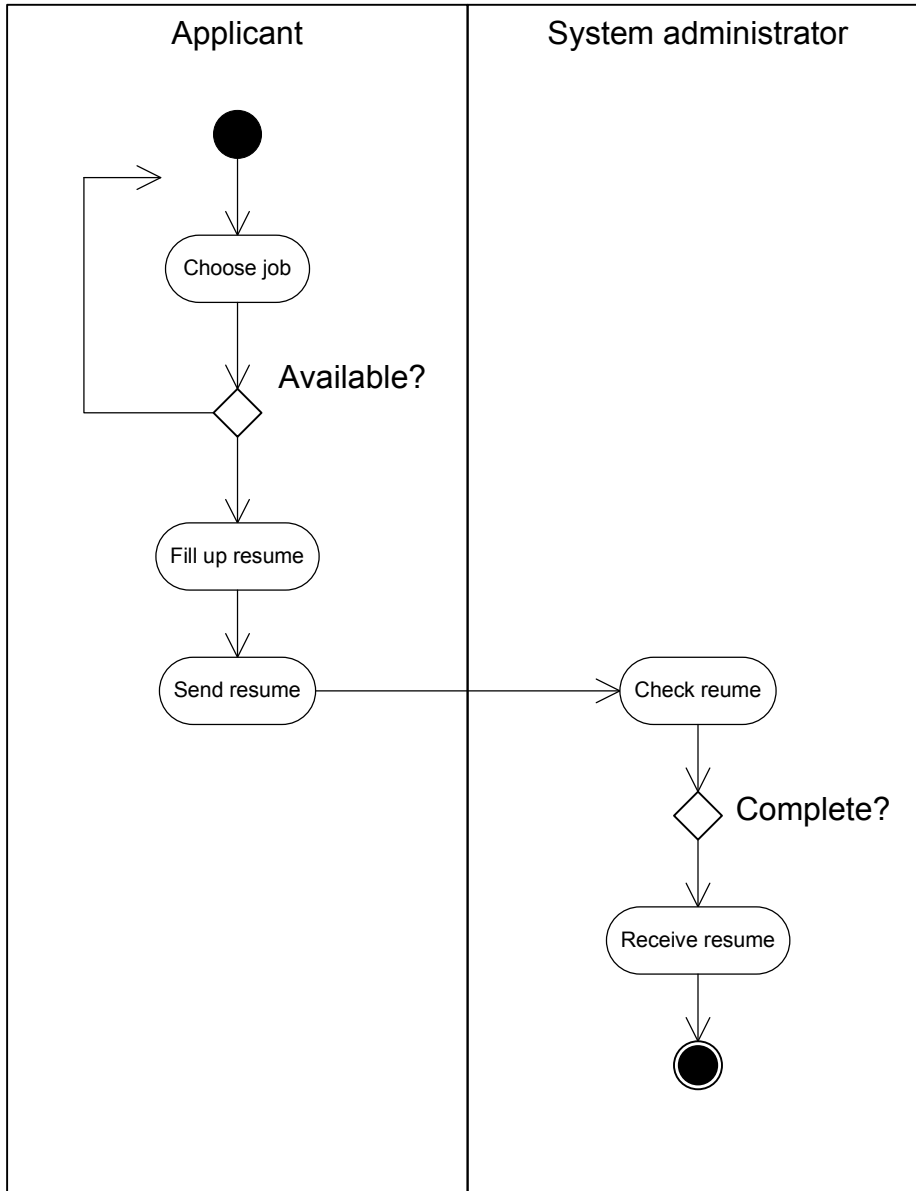 Applicant
System administrator
Choose job
Available?
Fill up resume
Send resume
Check reume
Complete?
Receive resume